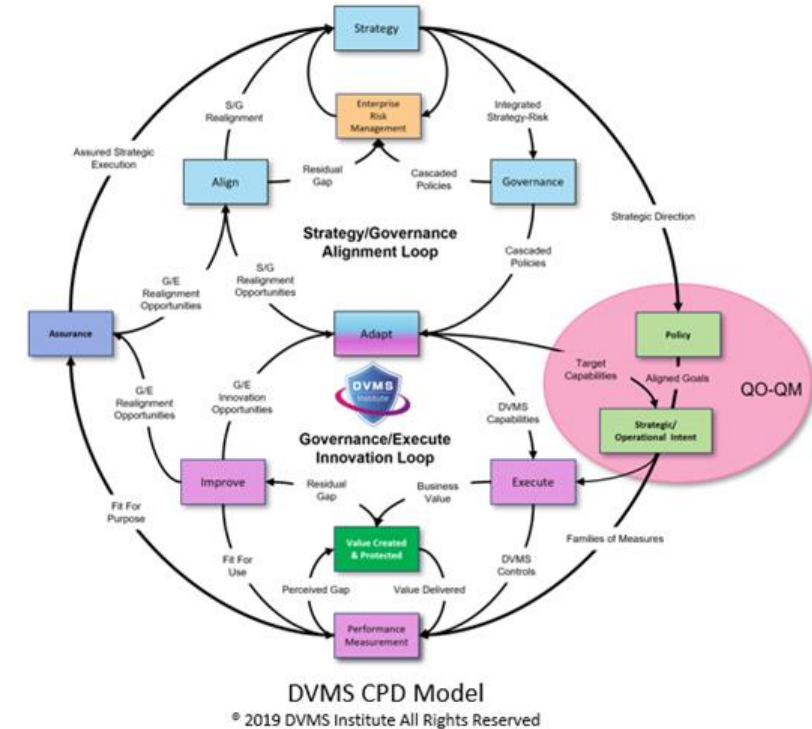 Strategy
Enterprise
Risk
Management
S/G
Realignment
Integrated
Strategy-Risk
Assured Strategic
Execution
Align
Residual
Gap
Cascaded
Policies
Governance
Strategic Direction
Strategy/Governance
Alignment Loop
Cascaded
Policies
G/E
Realignment
Opportunities
S/G
Realignment
Opportunities
Assurance
Adapt
Policy
Target
Capabilities
Aligned Goals
QO-QM
DVMS
Institute
G/E
Realignment
Opportunities
G/E
Innovation
Opportunities
DVMS
Capabilities
Strategic/
Operational Intent
Governance/Execute
Innovation Loop
Improve
Residual
Gap
Business
Value
Execute
Fit For
Purpose
Value Created
& Protected
Families of Measures
Fit For
Use
DVMS
Controls
Perceived Gap
Value Delivered
Performance
Measurement
DVMS CPD Model
® 2019 DVMS Institute All Rights Reserved